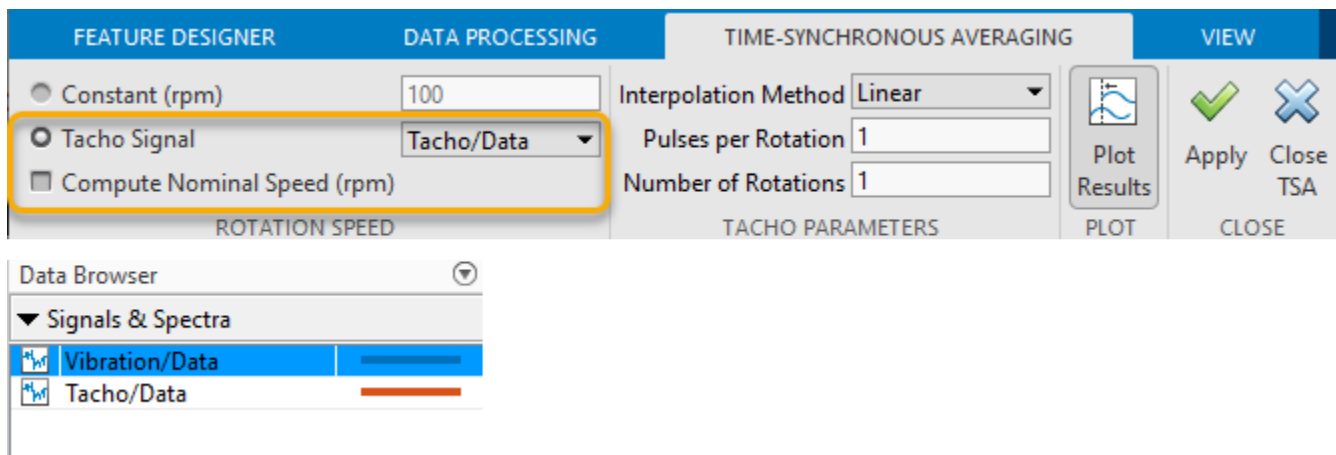 FEATURE DESIGNER DATA PROCESSING TIME-SYNCHRONOUS AVERAGING VIEW
Constant (rpm) 100 Interpolation Method Linear
Tacho Signal Tacho/Data Pulses per Rotation 1
Compute Nominal Speed (rpm) Number of Rotations 1
Plot Results
Apply
Close TSA
ROTATION SPEED TACHO PARAMETERS PLOT CLOSE
Data Browser
Signals & Spectra
Vibration/Data
Tacho/Data